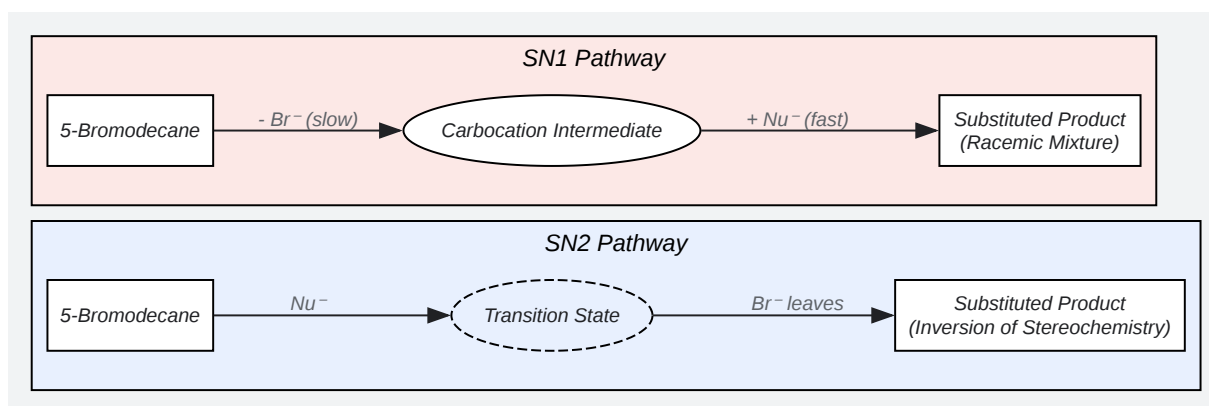 SN1 Pathway
5-Bromodecane
- Br⁻ (slow)
Carbocation Intermediate
+ Nu⁻ (fast)
Substituted Product
(Racemic Mixture)
SN2 Pathway
5-Bromodecane
Nu⁻
Transition State
Br⁻ leaves
Substituted Product
(Inversion of Stereochemistry)